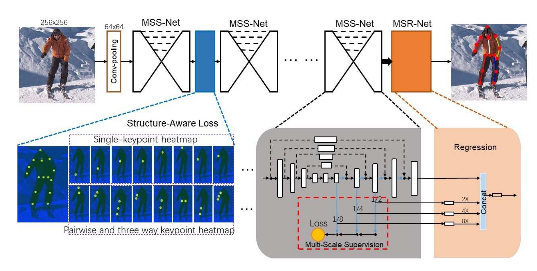 256x256
64x64
MSS-Net
MSS-Net
MSS-Net
MSR-Net
Conv-pooling
Structure-Aware Loss
Single-keypoint heatmap
Pairwise and three way keypoint heatmap
Regression
1/2
1/4
1/8
2X
4X
8X
Concat
Loss
Multi-Scale Supervision